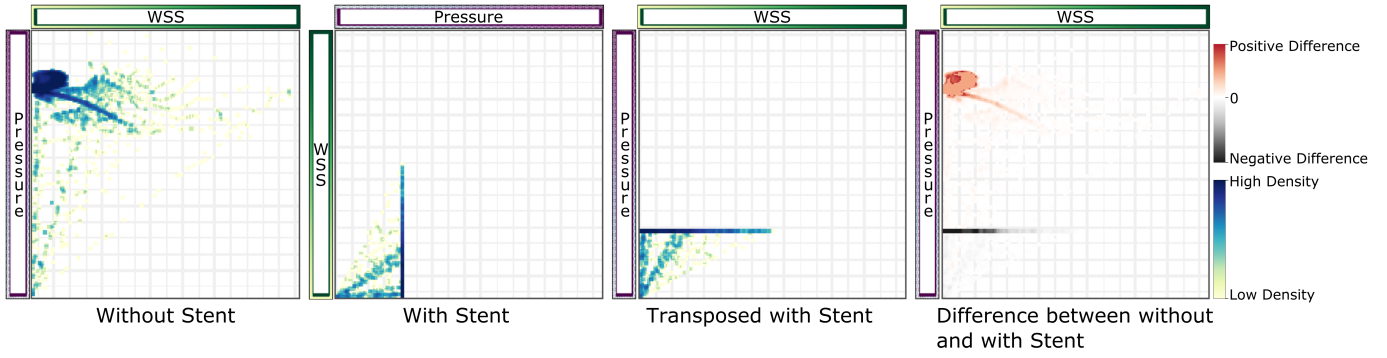 WSS
Pressure
WSS
WSS
Pressure
WSS
Pressure
Pressure
Positive Difference
0
Negative Difference
High Density
Low Density
Without Stent
With Stent
Transposed with Stent
Difference between without
and with Stent